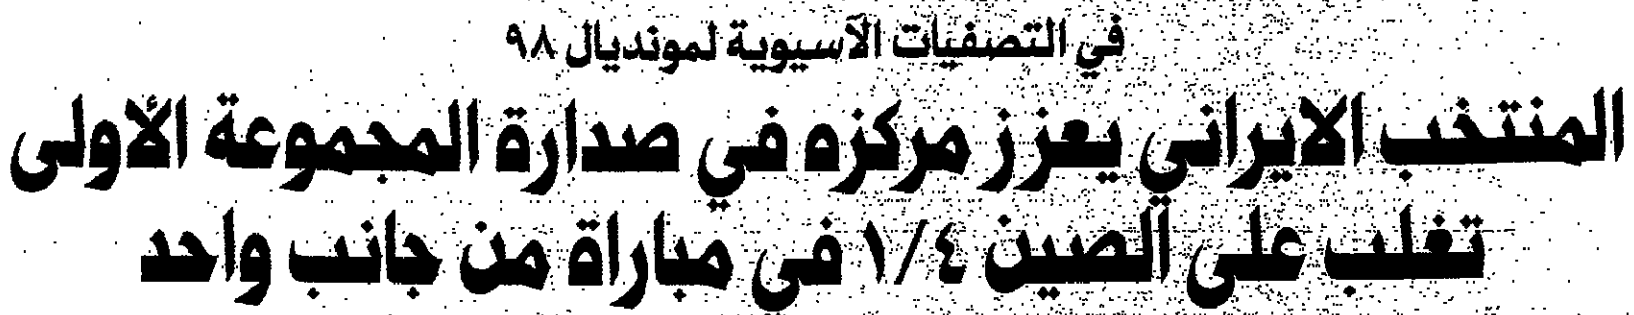 في التصفيات الآسيوية لمونديال ٩٨
المنتخب الايراني يعزز مركزه في صدارة المجموعة الأولى
تغلب على الصين ١/٤ في مباراة من جانب واحد